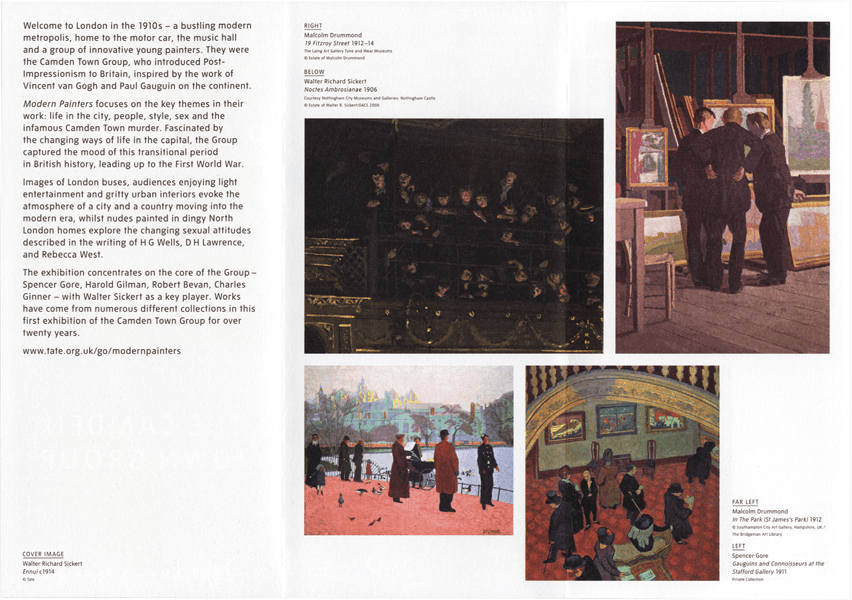 Welcome to London in the 1910s – a bustling modern
metropolis, home to the motor car, the music hall
and a group of innovative young painters. They were
the Camden Town Group, who introduced Post-
Impressionism to Britain, inspired by the work of
Vincent van Gogh and Paul Gauguin on the continent.
Modern Painters focuses on the key themes in their
work: life in the city, people, style, sex and the
infamous Camden Town murder. Fascinated by
the changing ways of life in the capital, the Group
captured the mood of this transitional period
in British history, leading up to the First World War.
Images of London buses, audiences enjoying light
entertainment and gritty urban interiors evoke the
atmosphere of a city and a country moving into the
modern era, whilst nudes painted in dingy North
London homes explore the changing sexual attitudes
described in the writing of H G Wells, D H Lawrence,
and Rebecca West.
The exhibition concentrates on the core of the Group –
Spencer Gore, Harold Gilman, Robert Bevan, Charles
Ginner – with Walter Sickert as a key player. Works
have come from numerous different collections in this
first exhibition of the Camden Town Group for over
twenty years.
www.tate.org.uk/go/modernpainters
COVER IMAGE
Walter Richard Sickert
Ennui c1914
© Tate
RIGHT
Malcolm Drummond
19 Fitzroy Street 1912–14
The Laing Art Gallery Tyne and Wear Museums
© Estate of Malcolm Drummond
BELOW
Walter Richard Sickert
Noctes Ambrosianae 1906
Courtesy Nottingham City Museums and Galleries: Nottingham Castle
© Estate of Walter R. Sickert/DACS 2008
FAR LEFT
Malcolm Drummond
In The Park (St James's Park) 1912
© Southampton City Art Gallery, Hampshire, UK /
The Bridgeman Art Library
LEFT
Spencer Gore
Gauguins and Connoisseurs at the
Stafford Gallery 1911
Private Collection